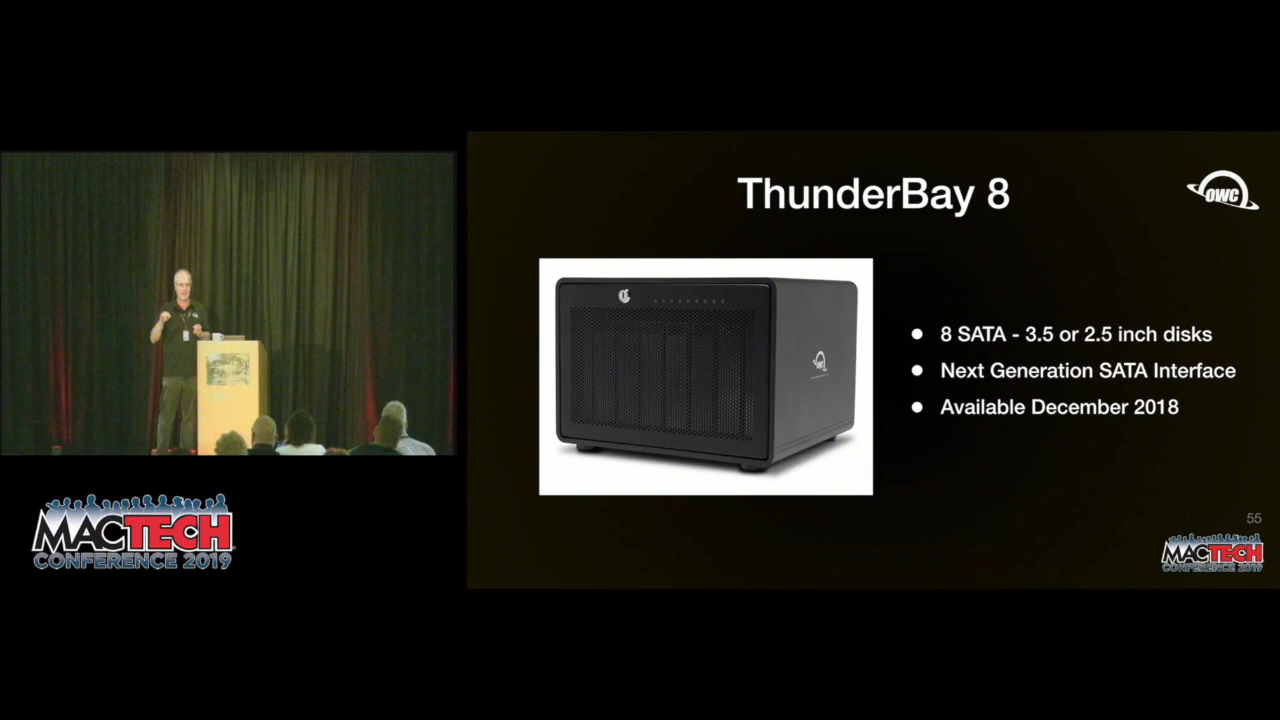 ThunderBay 8
OWC
OWC
8 SATA - 3.5 or 2.5 inch disks
Next Generation SATA Interface
Available December 2018
55
MACTECH
CONFERENCE 2019
MACTECH
CONFERENCE 2019